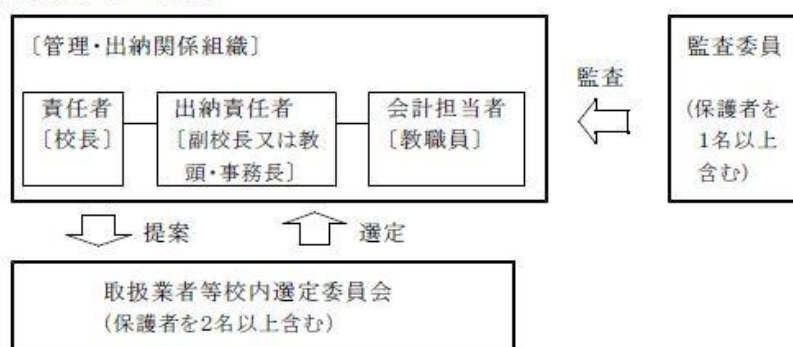 〔管理・出納関係組織〕
責任者
〔校長〕
出納責任者
〔副校長又は教
頭・事務長〕
会計担当者
〔教職員〕
監査
監査委員
(保護者を
1名以上
含む)
提案
選定
取扱業者等校内選定委員会
(保護者を2名以上含む)